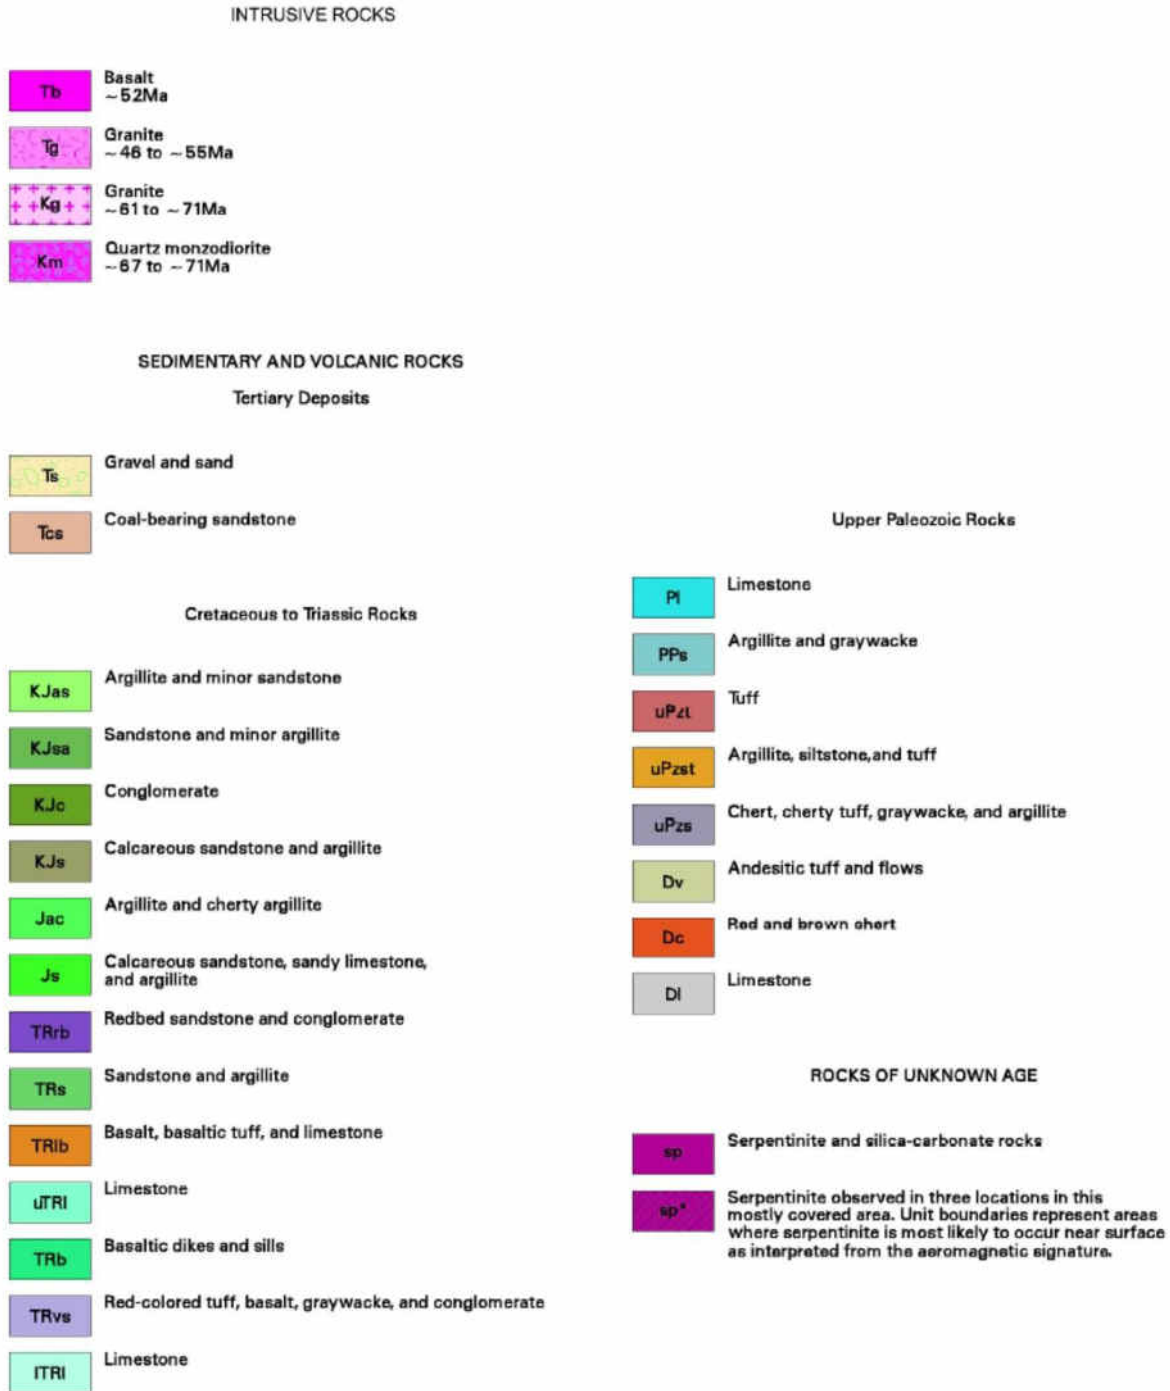 INTRUSIVE ROCKS
Tb
Basalt
~52Ma
Tg
Granite
~46 to ~55Ma
Kg
Granite
~61 to ~71Ma
Km
Quartz monzodiorite
~67 to ~71Ma
SEDIMENTARY AND VOLCANIC ROCKS
Tertiary Deposits
Ts
Gravel and sand
Tcs
Coal-bearing sandstone
Cretaceous to Triassic Rocks
KJas
Argillite and minor sandstone
KJsa
Sandstone and minor argillite
KJc
Conglomerate
KJs
Calcareous sandstone and argillite
Jac
Argillite and cherty argillite
Js
Calcareous sandstone, sandy limestone,
and argillite
TRrb
Redbed sandstone and conglomerate
TRs
Sandstone and argillite
TRlb
Basalt, basaltic tuff, and limestone
uTRl
Limestone
TRb
Basaltic dikes and sills
TRvs
Red-colored tuff, basalt, graywacke, and conglomerate
lTRl
Limestone
Upper Paleozoic Rocks
Pl
Limestone
PPs
Argillite and graywacke
uPzt
Tuff
uPzst
Argillite, siltstone,and tuff
uPzs
Chert, cherty tuff, graywacke, and argillite
Dv
Andesitic tuff and flows
Dc
Red and brown chert
Dl
Limestone
ROCKS OF UNKNOWN AGE
sp
Serpentinite and silica-carbonate rocks
sp*
Serpentinite observed in three locations in this
mostly covered area. Unit boundaries represent areas
where serpentinite is most likely to occur near surface
as interpreted from the aeromagnetic signature.